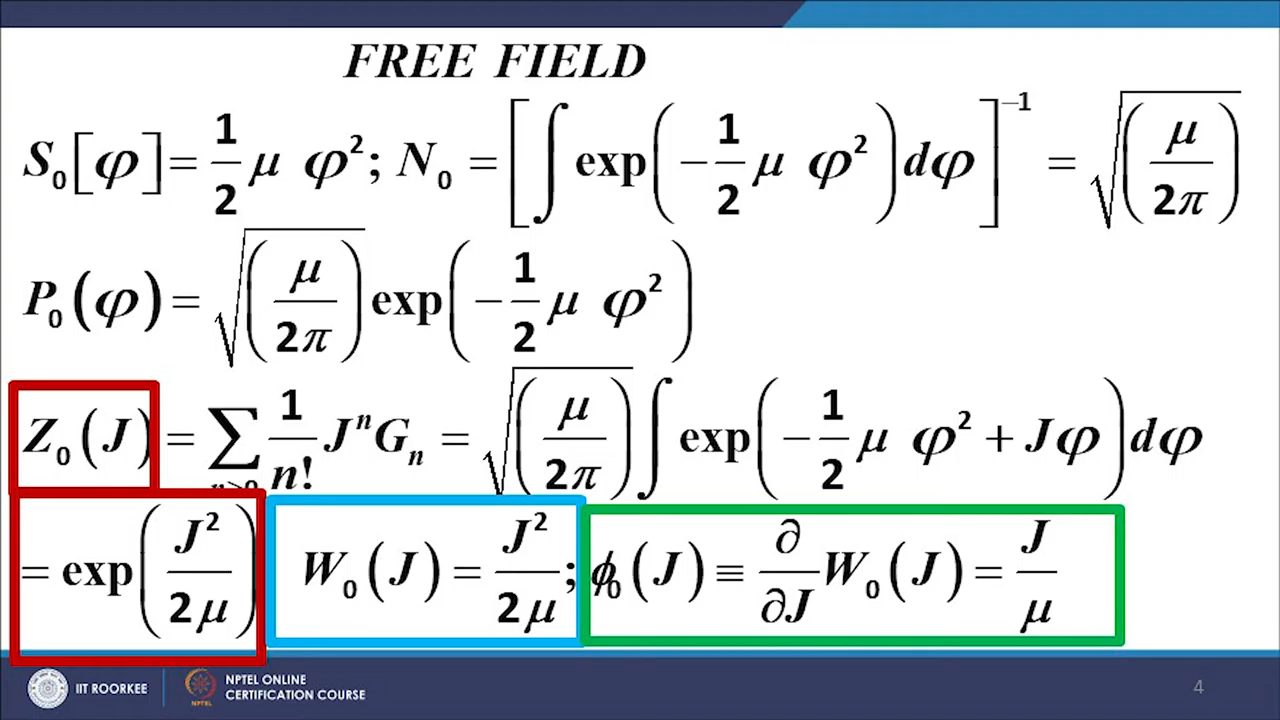 FREE FIELD
S₀[φ] = 1/2 μ φ²; N₀ = [∫ exp(−1/2 μ φ²) dφ]⁻¹ = √(μ/2π)
P₀(φ) = √(μ/2π) exp(−1/2 μ φ²)
Z₀(J) = ∑ n≥0 1/n! Jⁿ Gₙ = √(μ/2π) ∫ exp(−1/2 μ φ² + Jφ) dφ
= exp(J²/2μ) W₀(J) = J²/2μ; ϕ₀(J) ≡ ∂/∂J W₀(J) = J/μ
IIT ROORKEE
NPTEL
NPTEL ONLINE
CERTIFICATION COURSE
4